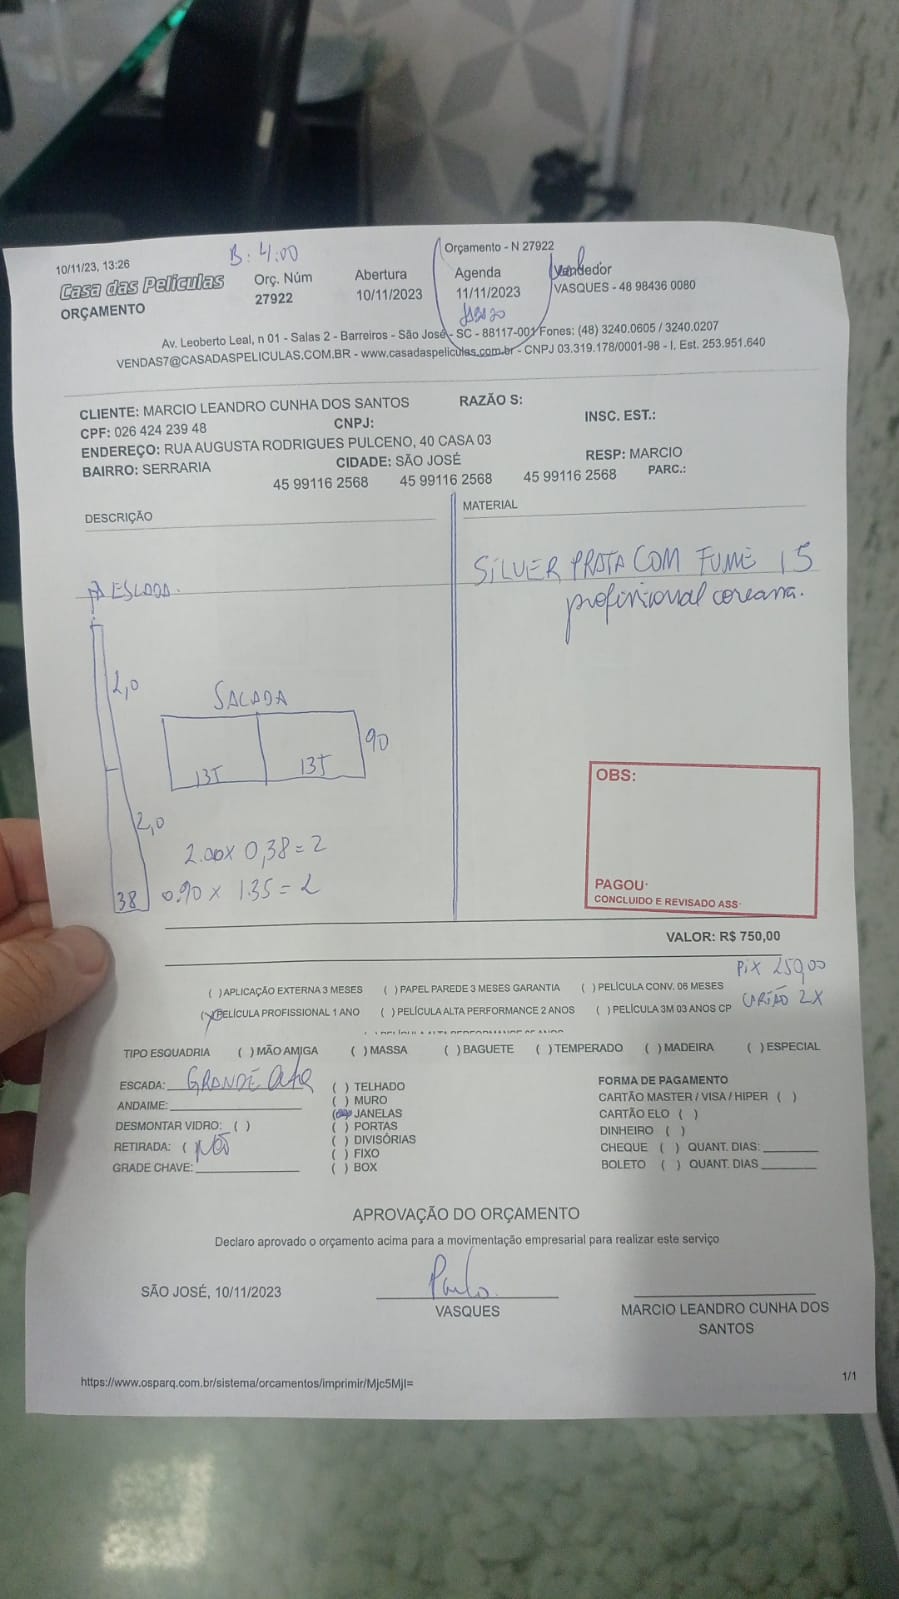 10/11/23, 13:26
B: 4:00
Orçamento - N 27922
Casa das Películas
ORÇAMENTO
Orç. Núm
27922
Abertura
10/11/2023
Agenda
11/11/2023
Vendedor
VASQUES - 48 98436 0080
Av. Leoberto Leal, n 01 - Salas 2 - Barreiros - São José - SC - 88117-001 Fones: (48) 3240.0605 / 3240.0207
VENDAS7@CASADASPELICULAS.COM.BR - www.casadaspeliculas.com.br - CNPJ 03.319.178/0001-98 - I. Est. 253.951.640
CLIENTE: MARCIO LEANDRO CUNHA DOS SANTOS RAZÃO S:
CPF: 026 424 239 48 CNPJ: INSC. EST.:
ENDEREÇO: RUA AUGUSTA RODRIGUES PULCENO, 40 CASA 03
BAIRRO: SERRARIA CIDADE: SÃO JOSÉ RESP: MARCIO
45 99116 2568 45 99116 2568 45 99116 2568 PARC.:
DESCRIÇÃO
MATERIAL
SILVER PRATA COM FUMÊ 15
profissional coreana.
ESCADA.
2,0
SACADA
90
135 135
2,0
2.00 x 0,38 = 2
0.90 x 1.35 = 2
38
OBS:
PAGOU:
CONCLUIDO E REVISADO ASS:
VALOR: R$ 750,00
PIX 250,00
CARTÃO 2X
( )APLICAÇÃO EXTERNA 3 MESES ( ) PAPEL PAREDE 3 MESES GARANTIA ( ) PELÍCULA CONV. 06 MESES
(x)PELÍCULA PROFISSIONAL 1 ANO ( ) PELÍCULA ALTA PERFORMANCE 2 ANOS ( ) PELÍCULA 3M 03 ANOS CP
TIPO ESQUADRIA ( ) MÃO AMIGA ( ) MASSA ( ) BAGUETE ( ) TEMPERADO ( ) MADEIRA ( ) ESPECIAL
ESCADA: GRANDE
ANDAIME:
DESMONTAR VIDRO: ( )
RETIRADA: ( NÃO
GRADE CHAVE:
( ) TELHADO
( ) MURO
( ) JANELAS
( ) PORTAS
( ) DIVISÓRIAS
( ) FIXO
( ) BOX
FORMA DE PAGAMENTO
CARTÃO MASTER / VISA / HIPER ( )
CARTÃO ELO ( )
DINHEIRO ( )
CHEQUE ( ) QUANT. DIAS:
BOLETO ( ) QUANT. DIAS
APROVAÇÃO DO ORÇAMENTO
Declaro aprovado o orçamento acima para a movimentação empresarial para realizar este serviço
SÃO JOSÉ, 10/11/2023
Paulo
VASQUES
MARCIO LEANDRO CUNHA DOS
SANTOS
https://www.osparq.com.br/sistema/orcamentos/imprimir/Mjc5MjI=
1/1